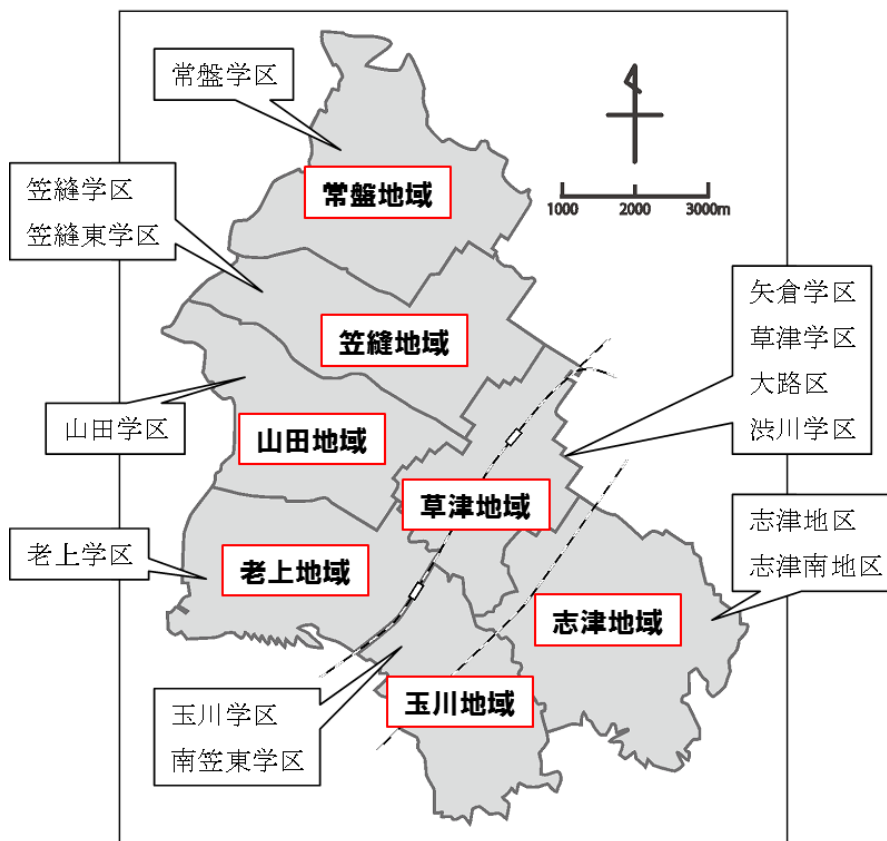 常盤学区
常盤地域
1000 2000 3000m
笠縫学区
笠縫東学区
笠縫地域
矢倉学区
草津学区
大路区
渋川学区
山田学区
山田地域
草津地域
志津地区
志津南地区
老上学区
老上地域
志津地域
玉川学区
南笠東学区
玉川地域